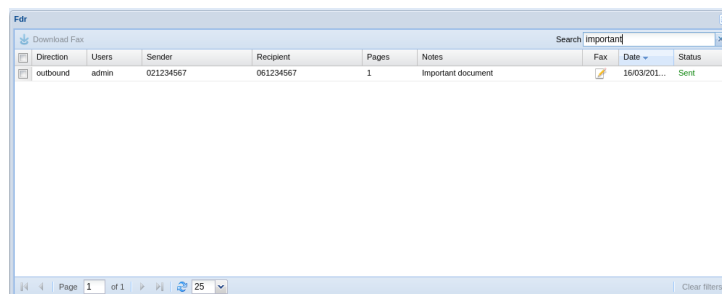 Fdr
Download Fax Search important
Direction Users Sender Recipient Pages Notes Fax Date Status
outbound admin 021234567 061234567 1 Important document 16/03/201... Sent
Page 1 of 1 25 Clear filters